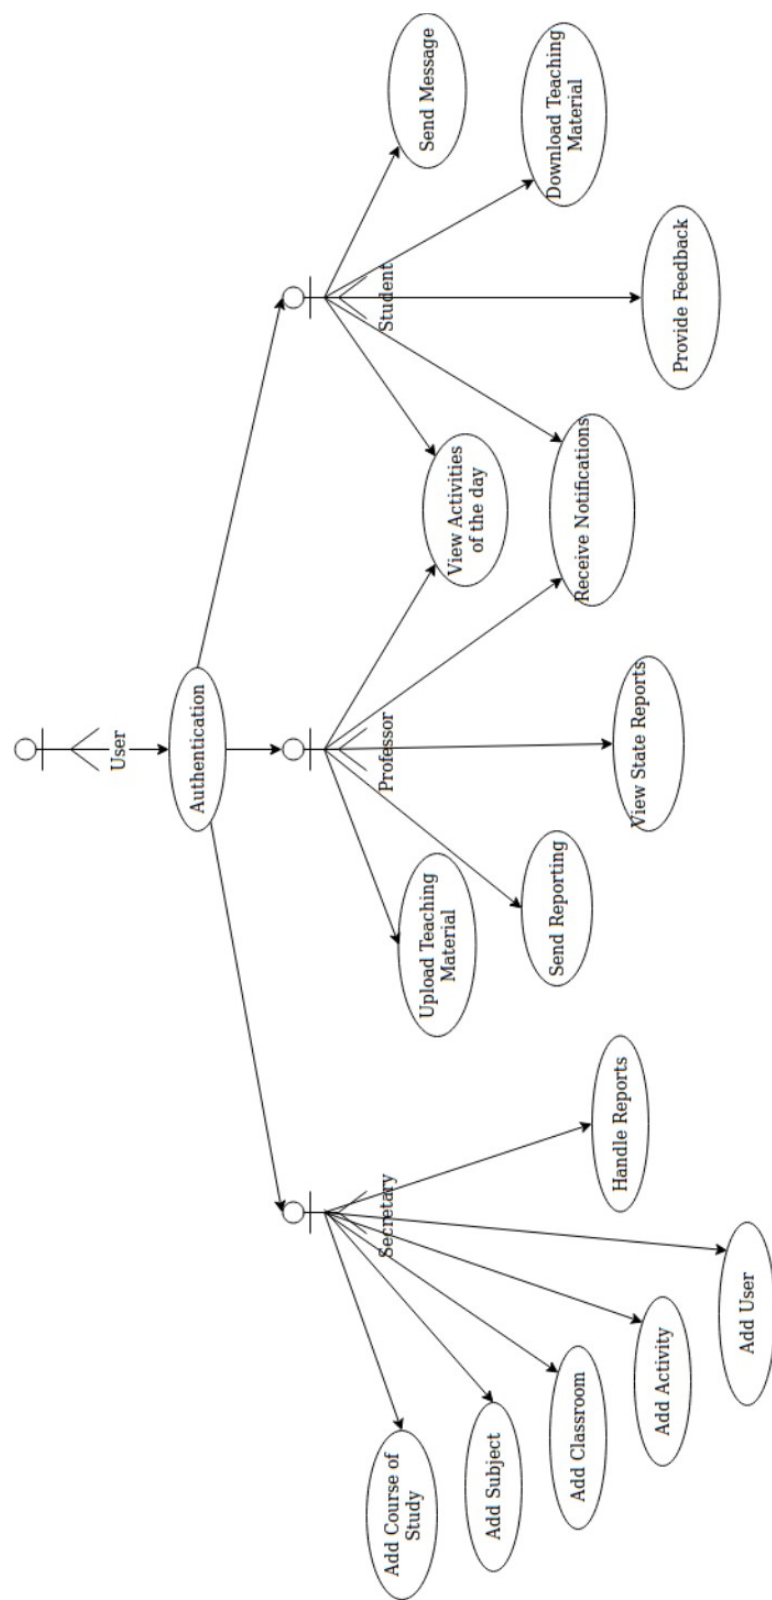 User
Authentication
Secretary
Professor
Student
Add Course of
Study
Add Subject
Add Classroom
Add Activity
Add User
Handle Reports
Upload Teaching
Material
Send Reporting
View State Reports
View Activities
of the day
Receive Notifications
Provide Feedback
Download Teaching
Material
Send Message